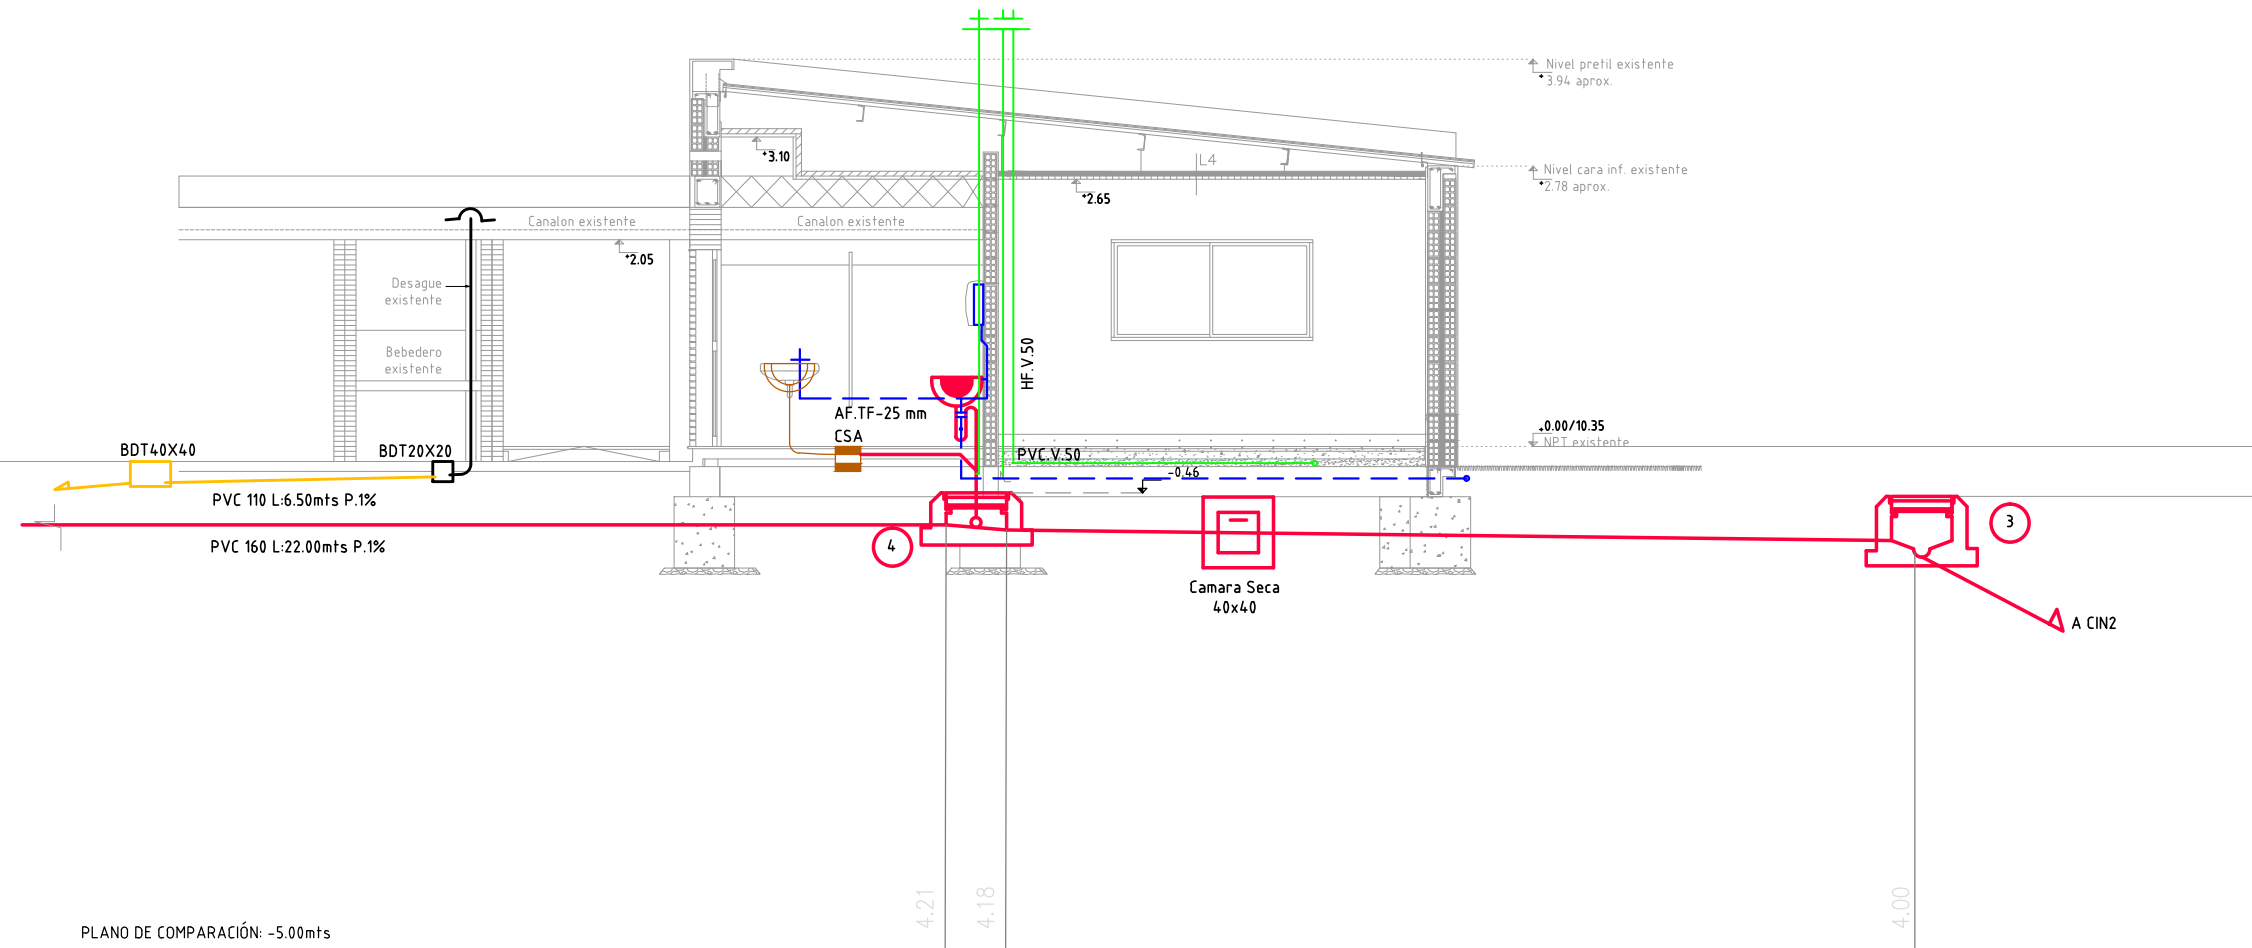 Nivel pretil existente
+3.94 aprox.
+3.10
L4
Nivel cara inf. existente
+2.78 aprox.
+2.65
Canalon existente
Canalon existente
+2.05
Desague
existente
Bebedero
existente
HF.V.50
AF.TF-25 mm
CSA
+0.00/10.35
NPT existente
BDT40X40
BDT20X20
PVC.V.50
-0.46
PVC 110 L:6.50mts P.1%
PVC 160 L:22.00mts P.1%
4
3
Camara Seca
40x40
A CIN2
4.21
4.18
4.00
PLANO DE COMPARACIÓN: -5.00mts